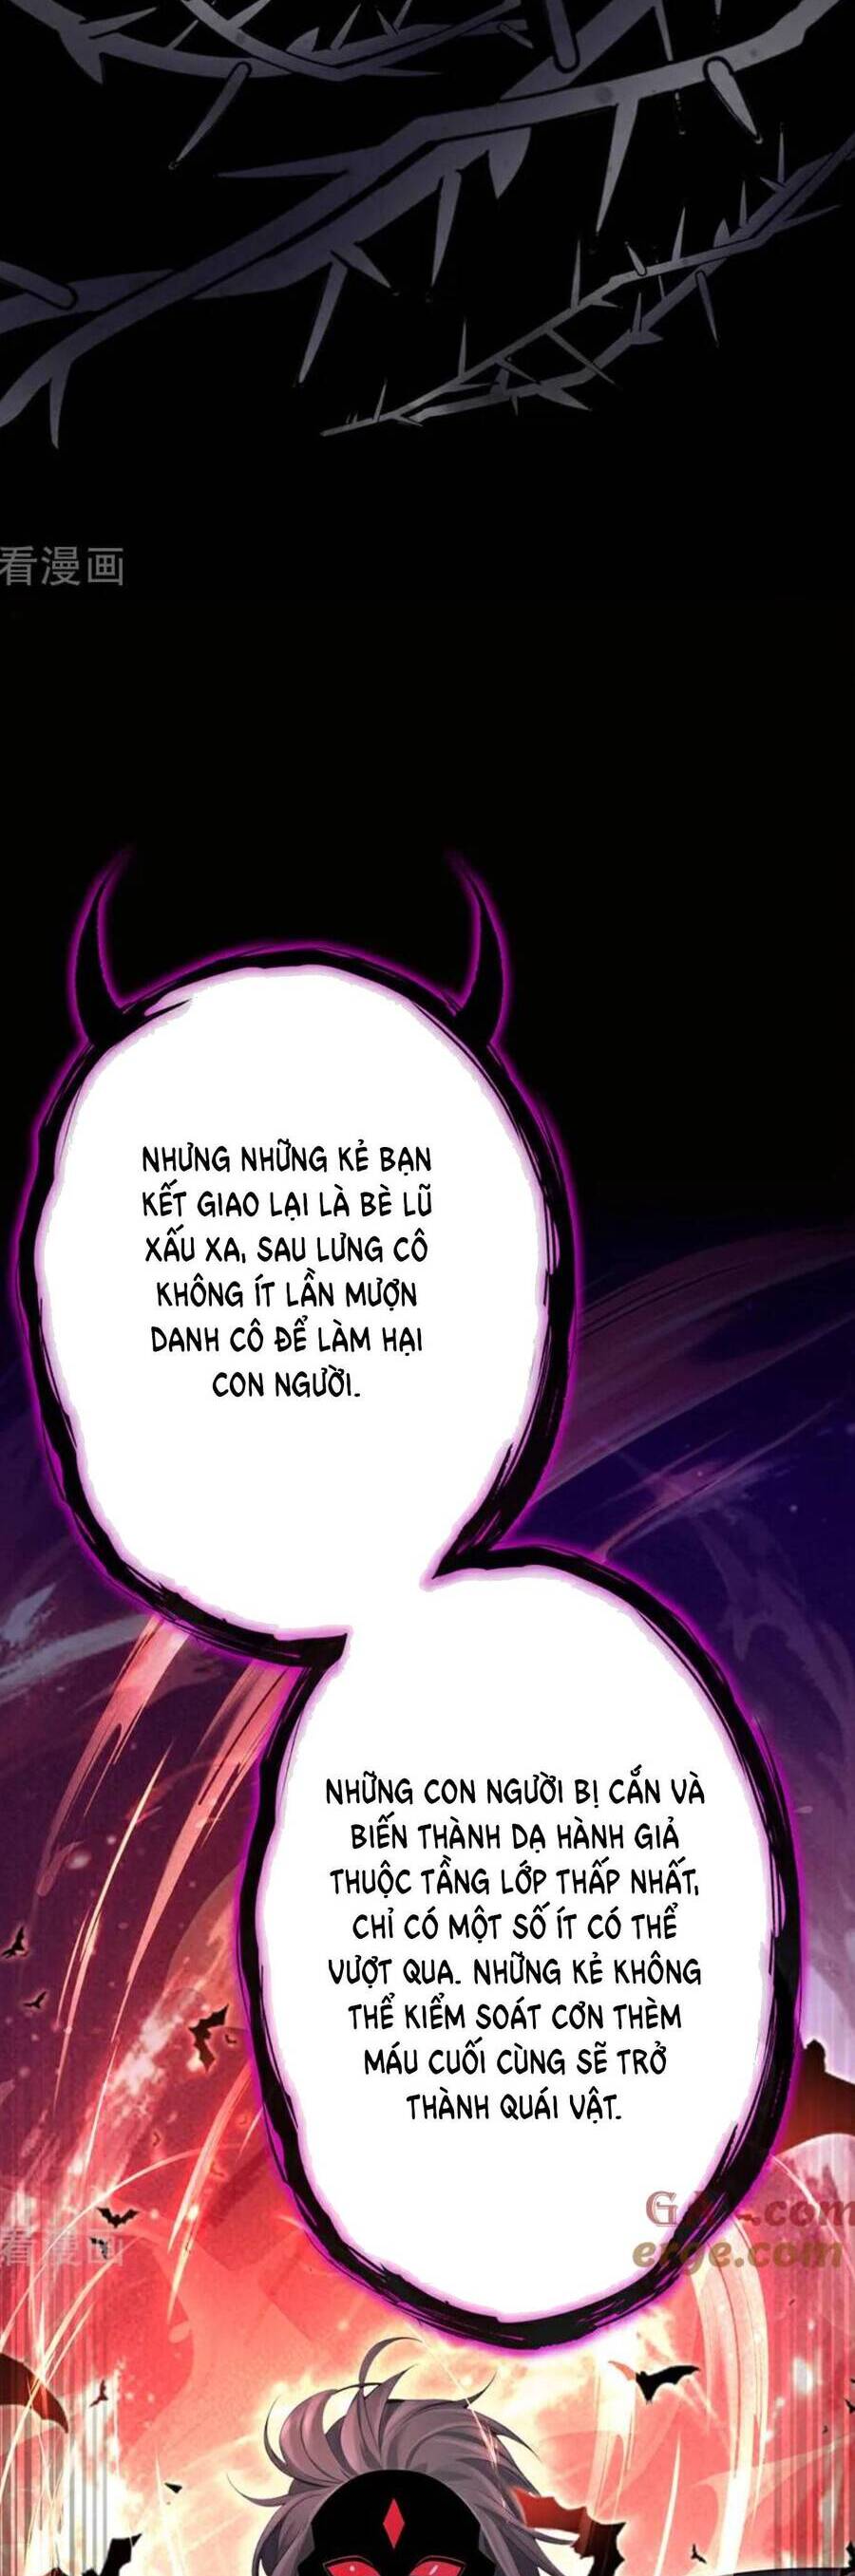 看漫画
NHƯNG NHỮNG KẺ BẠN
KẾT GIAO LẠI LÀ BÈ LŨ
XẤU XA, SAU LƯNG CÔ
KHÔNG ÍT LẦN MƯỢN
DANH CÔ ĐỂ LÀM HẠI
CON NGƯỜI.
NHỮNG CON NGƯỜI BỊ CẮN VÀ
BIẾN THÀNH DẠ HÀNH GIẢ
THUỘC TẦNG LỚP THẤP NHẤT,
CHỈ CÓ MỘT SỐ ÍT CÓ THỂ
VƯỢT QUA. NHỮNG KẺ KHÔNG
THỂ KIỂM SOÁT CƠN THÈM
MÁU CUỐI CÙNG SẼ TRỞ
THÀNH QUÁI VẬT.
看漫画
erge.com